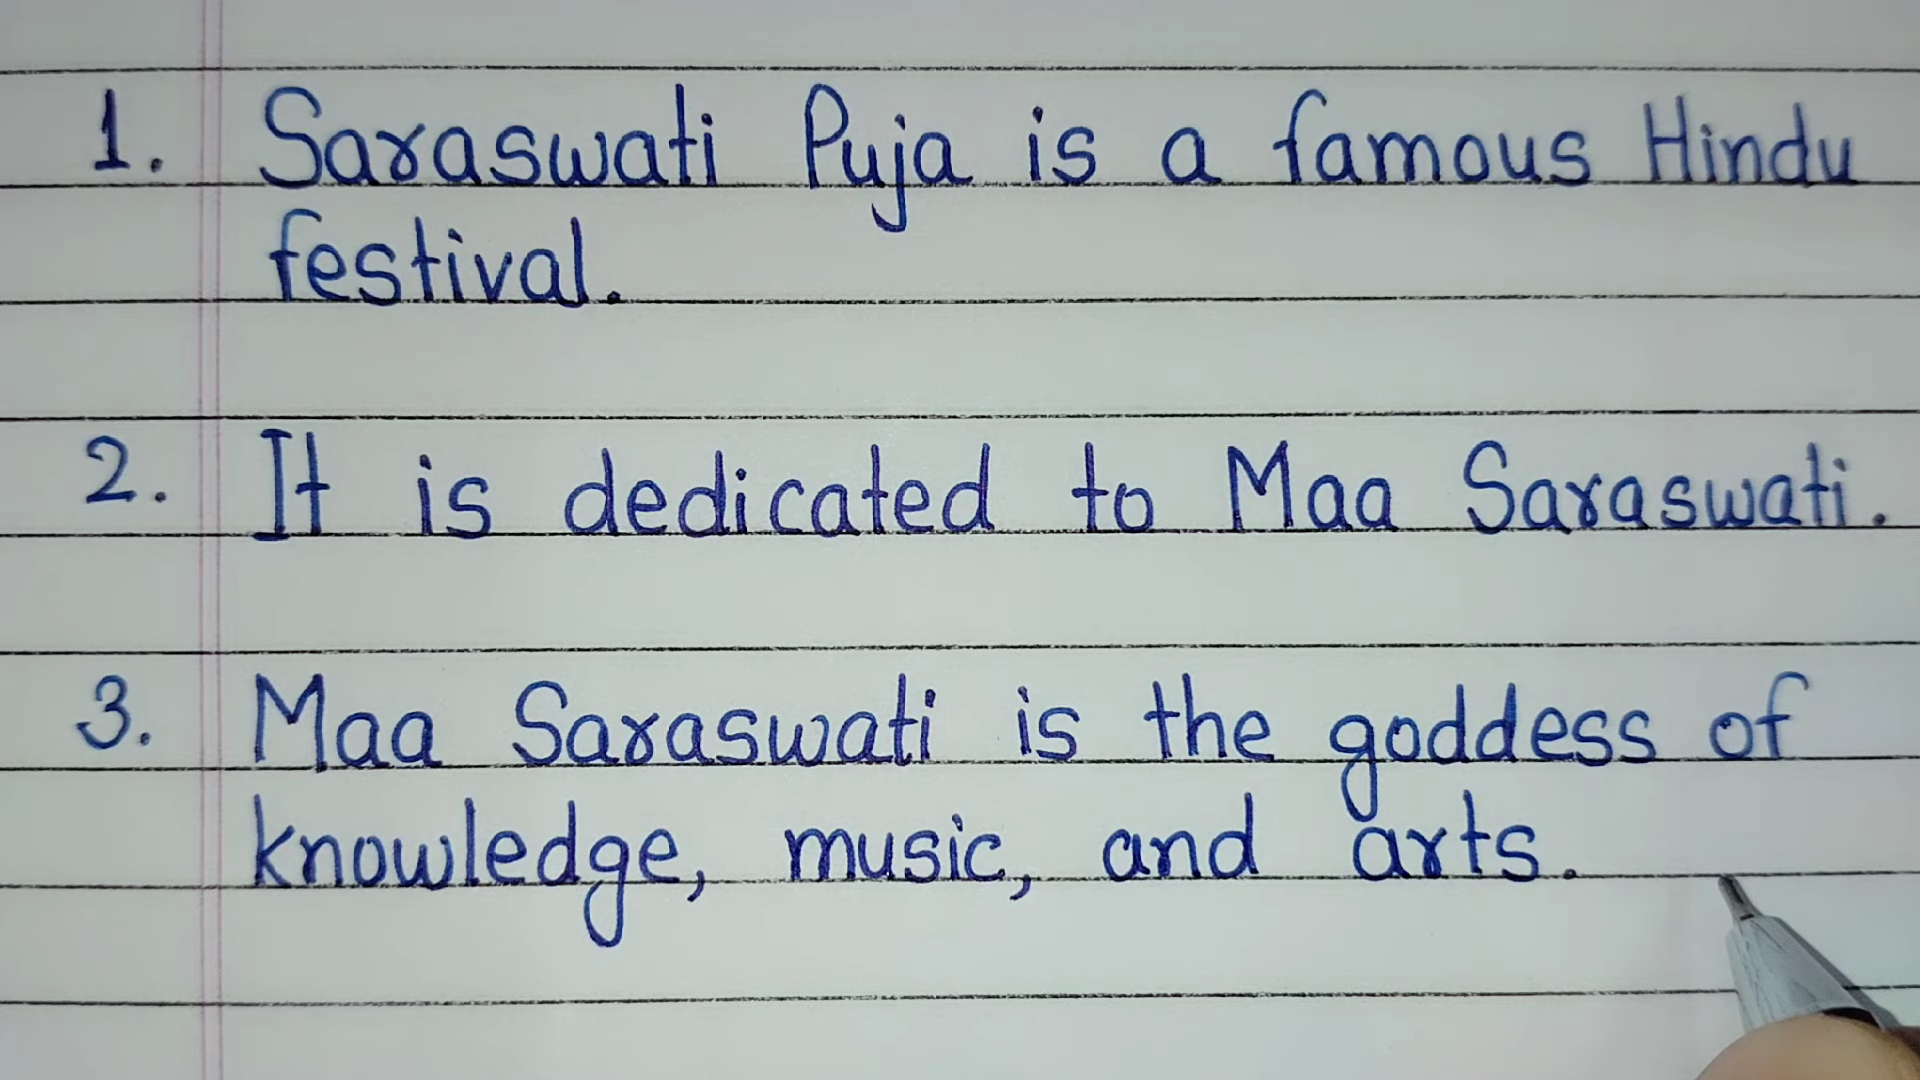 1. Saraswati Puja is a famous Hindu
festival.
2. It is dedicated to Maa Saraswati.
3. Maa Saraswati is the goddess of
knowledge, music, and arts.